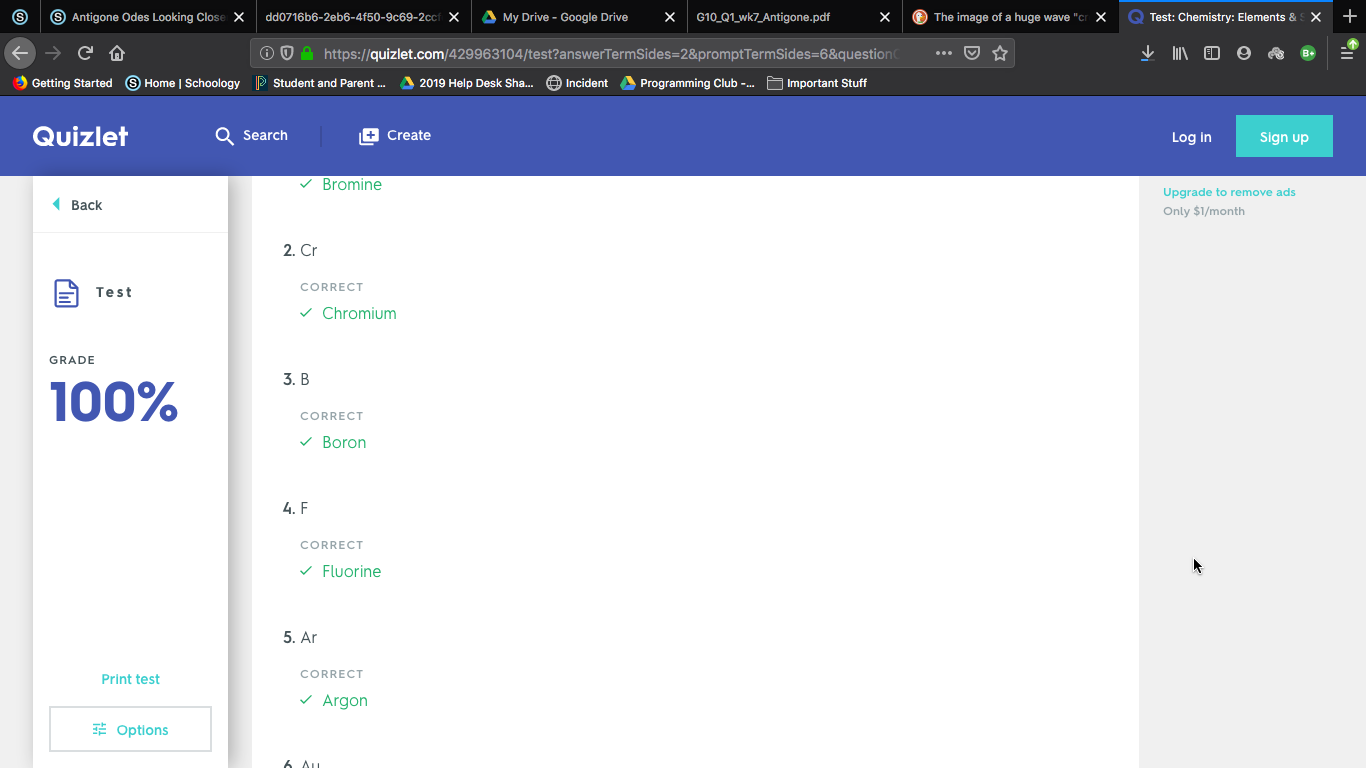 Antigone Odes Looking Close
dd0716b6-2eb6-4f50-9c69-2ccf
My Drive - Google Drive
G10_Q1_wk7_Antigone.pdf
The image of a huge wave "cr
Test: Chemistry: Elements & S
https://quizlet.com/429963104/test?answerTermSides=2&promptTermSides=6&questionC
Getting Started
Home | Schoology
Student and Parent ...
2019 Help Desk Sha...
Incident
Programming Club -...
Important Stuff
Quizlet
Search
Create
Log in
Sign up
Back
Test
GRADE
100%
Print test
Options
Bromine
2. Cr
CORRECT
Chromium
3. B
CORRECT
Boron
4. F
CORRECT
Fluorine
5. Ar
CORRECT
Argon
6. Au
Upgrade to remove ads
Only $1/month